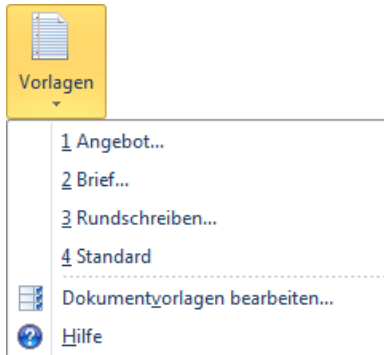 Vorlagen
1 Angebot...
2 Brief...
3 Rundschreiben...
4 Standard
Dokumentvorlagen bearbeiten...
Hilfe